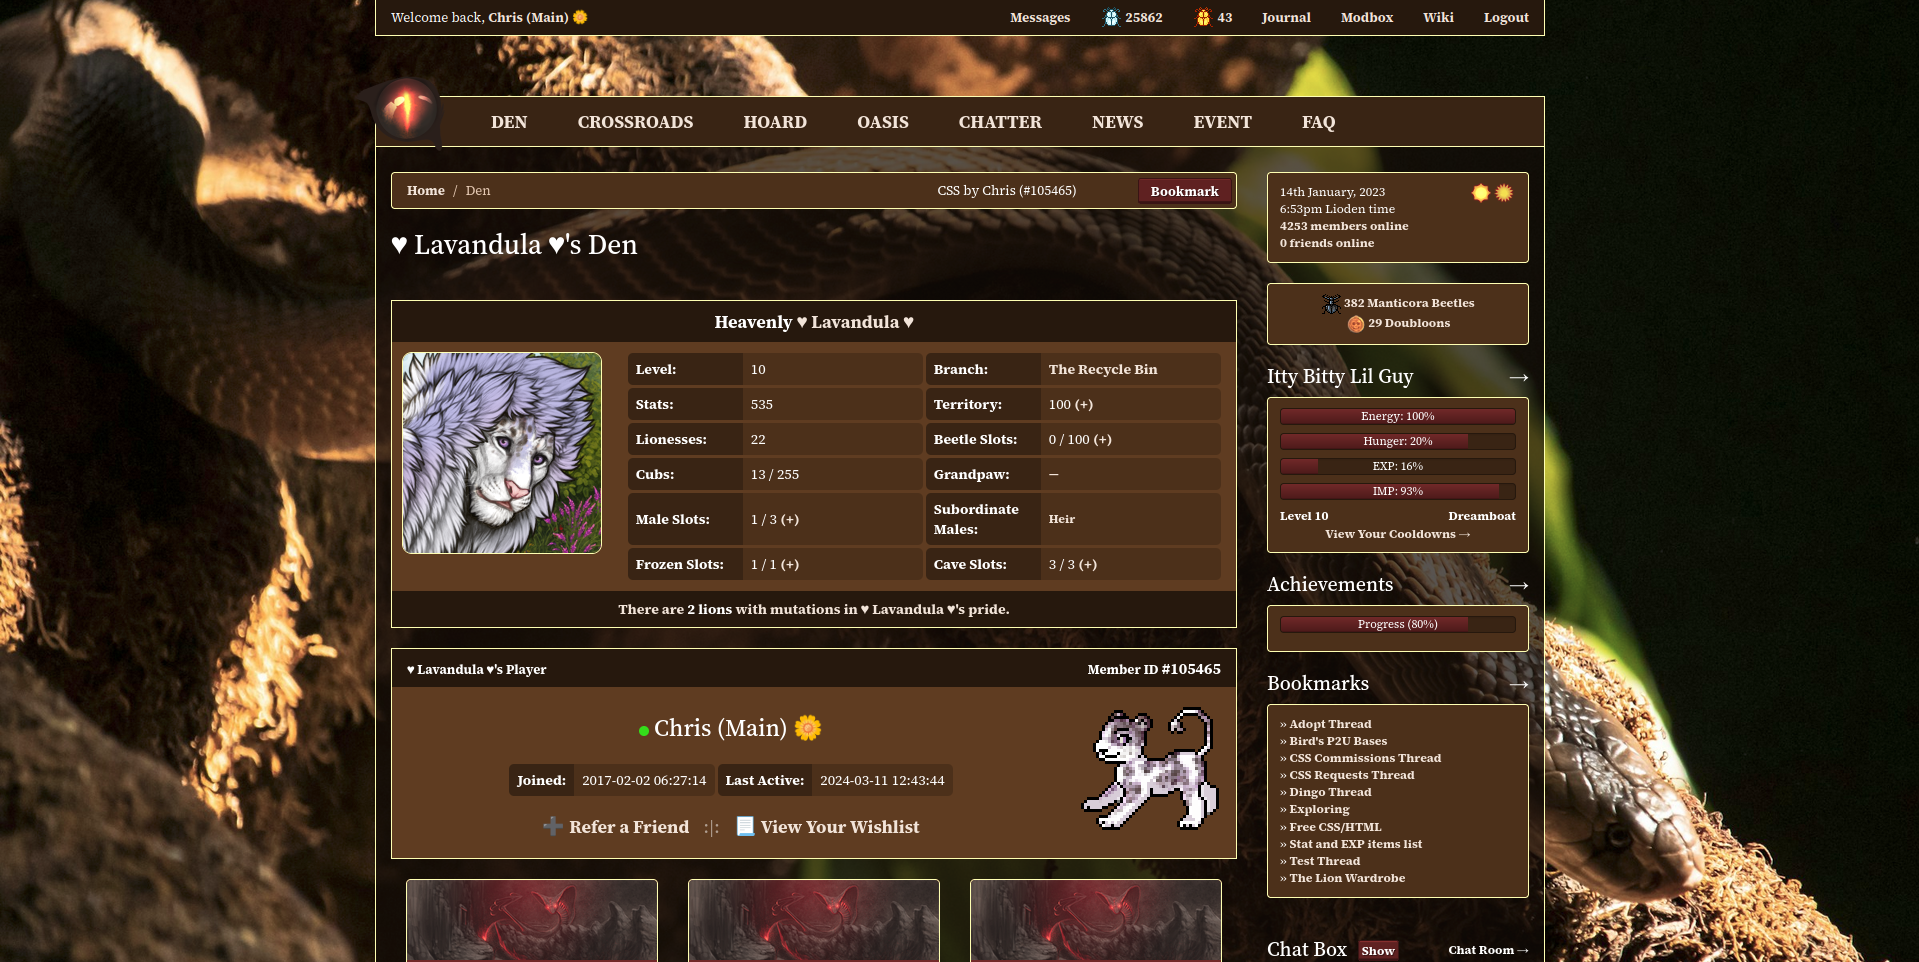 Welcome back, Chris (Main) 🌼
Messages 25862 43 Journal Modbox Wiki Logout
DEN CROSSROADS HOARD OASIS CHATTER NEWS EVENT FAQ
Home / Den CSS by Chris (#105465) Bookmark
♥ Lavandula ♥'s Den
Heavenly ♥ Lavandula ♥
Level: 10 Branch: The Recycle Bin
Stats: 535 Territory: 100 (+)
Lionesses: 22 Beetle Slots: 0 / 100 (+)
Cubs: 13 / 255 Grandpaw: —
Male Slots: 1 / 3 (+) Subordinate Males: Heir
Frozen Slots: 1 / 1 (+) Cave Slots: 3 / 3 (+)
There are 2 lions with mutations in ♥ Lavandula ♥'s pride.
♥ Lavandula ♥'s Player Member ID #105465
Chris (Main) 🌼
Joined: 2017-02-02 06:27:14 Last Active: 2024-03-11 12:43:44
➕ Refer a Friend :|: 📃 View Your Wishlist
14th January, 2023
6:53pm Lioden time
4253 members online
0 friends online
382 Manticora Beetles
29 Doubloons
Itty Bitty Lil Guy →
Energy: 100%
Hunger: 20%
EXP: 16%
IMP: 93%
Level 10 Dreamboat
View Your Cooldowns →
Achievements →
Progress (80%)
Bookmarks →
» Adopt Thread
» Bird's P2U Bases
» CSS Commissions Thread
» CSS Requests Thread
» Dingo Thread
» Exploring
» Free CSS/HTML
» Stat and EXP items list
» Test Thread
» The Lion Wardrobe
Chat Box Show Chat Room →